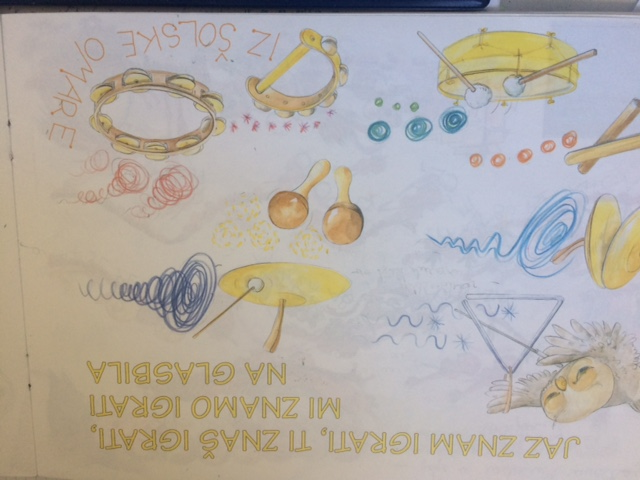 JAZ ZNAM IGRATI, TI ZNAŠ IGRATI,
MI ZNAMO IGRATI
NA GLASBILA
IZ ŠOLSKE OMARE